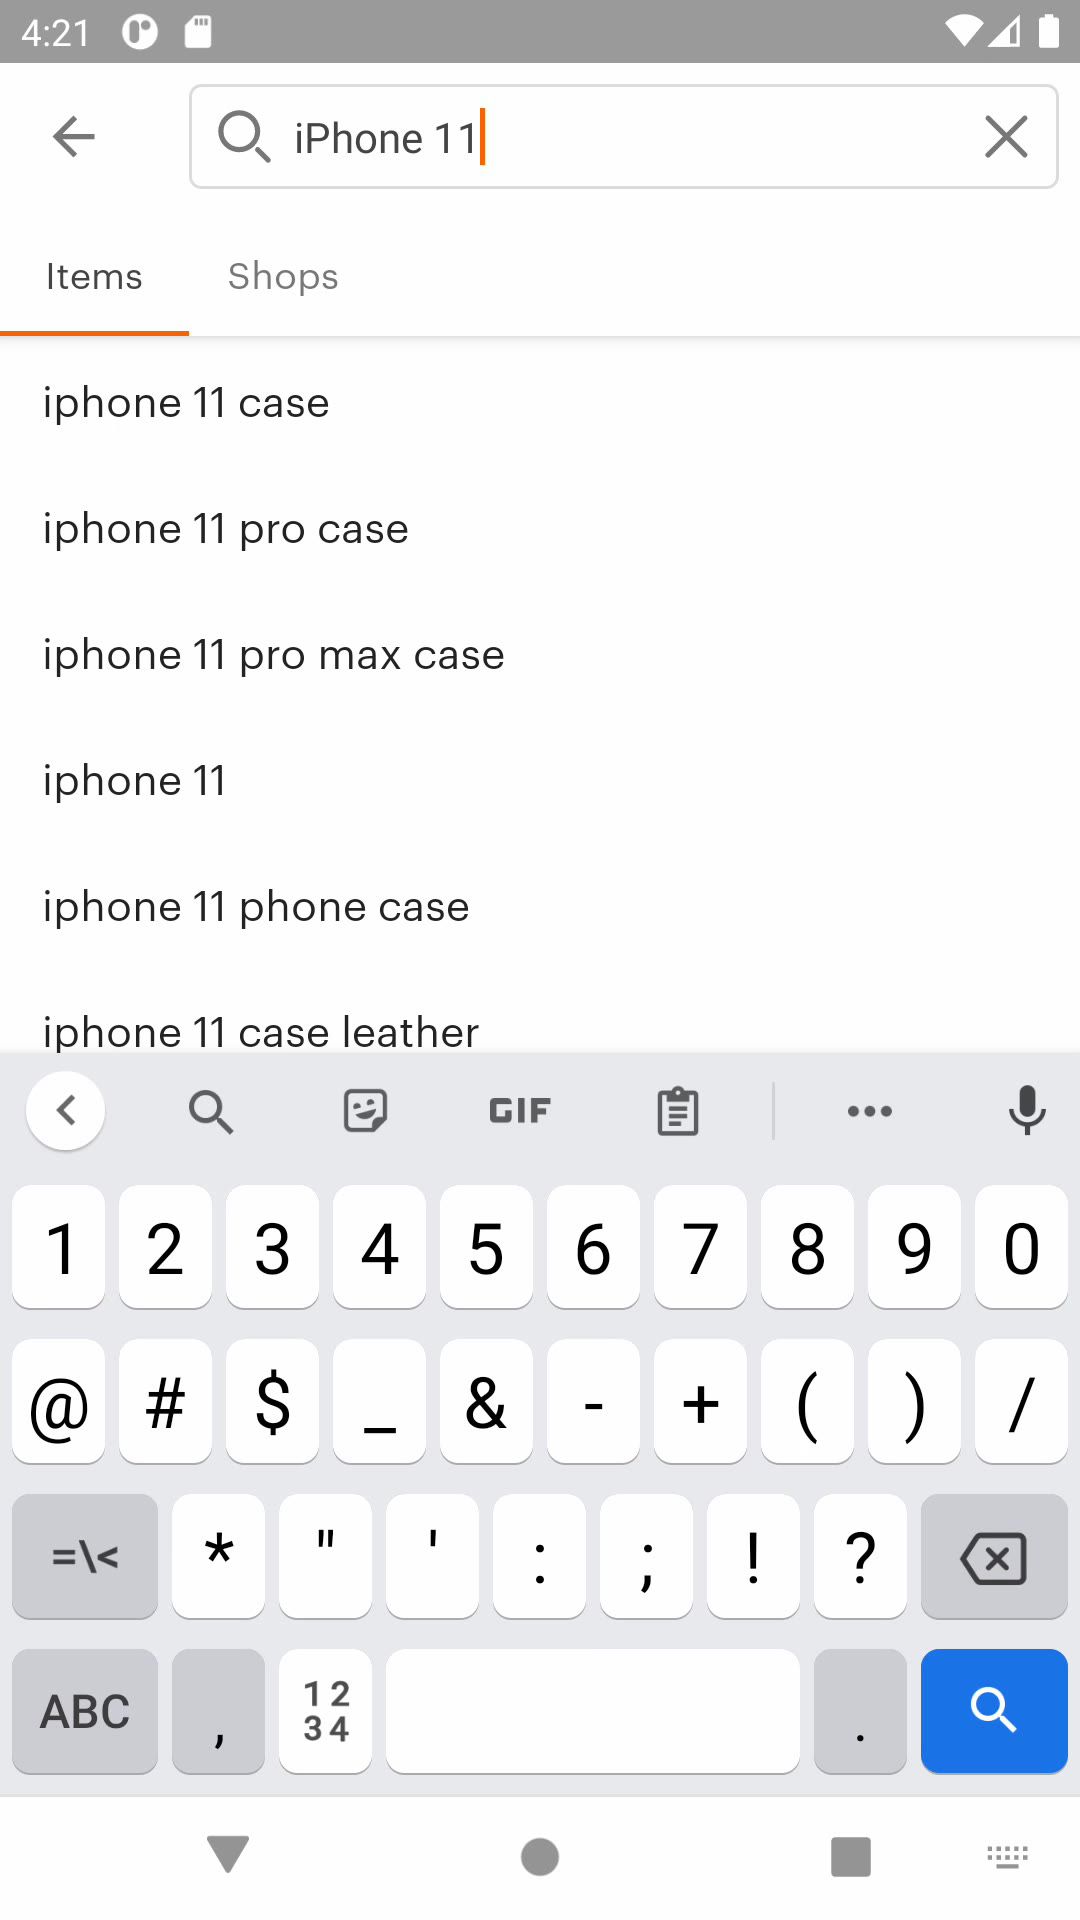 4:21
iPhone 11
Items Shops
iphone 11 case
iphone 11 pro case
iphone 11 pro max case
iphone 11
iphone 11 phone case
iphone 11 case leather
GIF
1 2 3 4 5 6 7 8 9 0
@ # $ _ & - + ( ) /
=\< * " ' : ; ! ?
ABC , 12 34 .